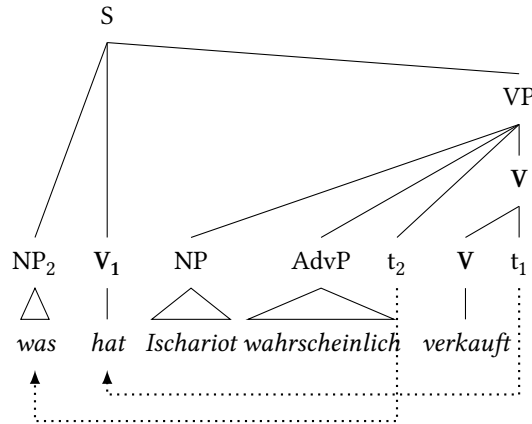 S
VP
V
NP₂ V₁ NP AdvP t₂ V t₁
was hat Ischariot wahrscheinlich verkauft